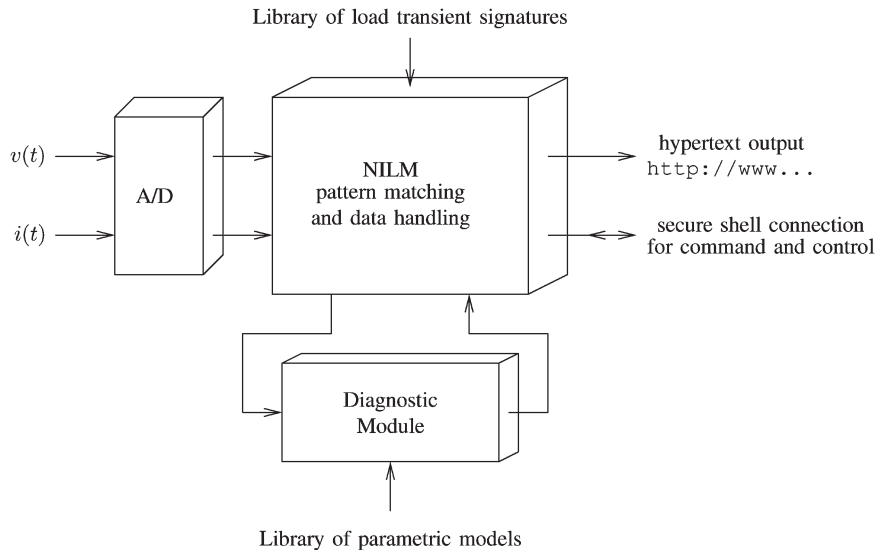 Library of load transient signatures
v(t)
i(t)
A/D
NILM
pattern matching
and data handling
hypertext output
http://www...
secure shell connection
for command and control
Diagnostic
Module
Library of parametric models